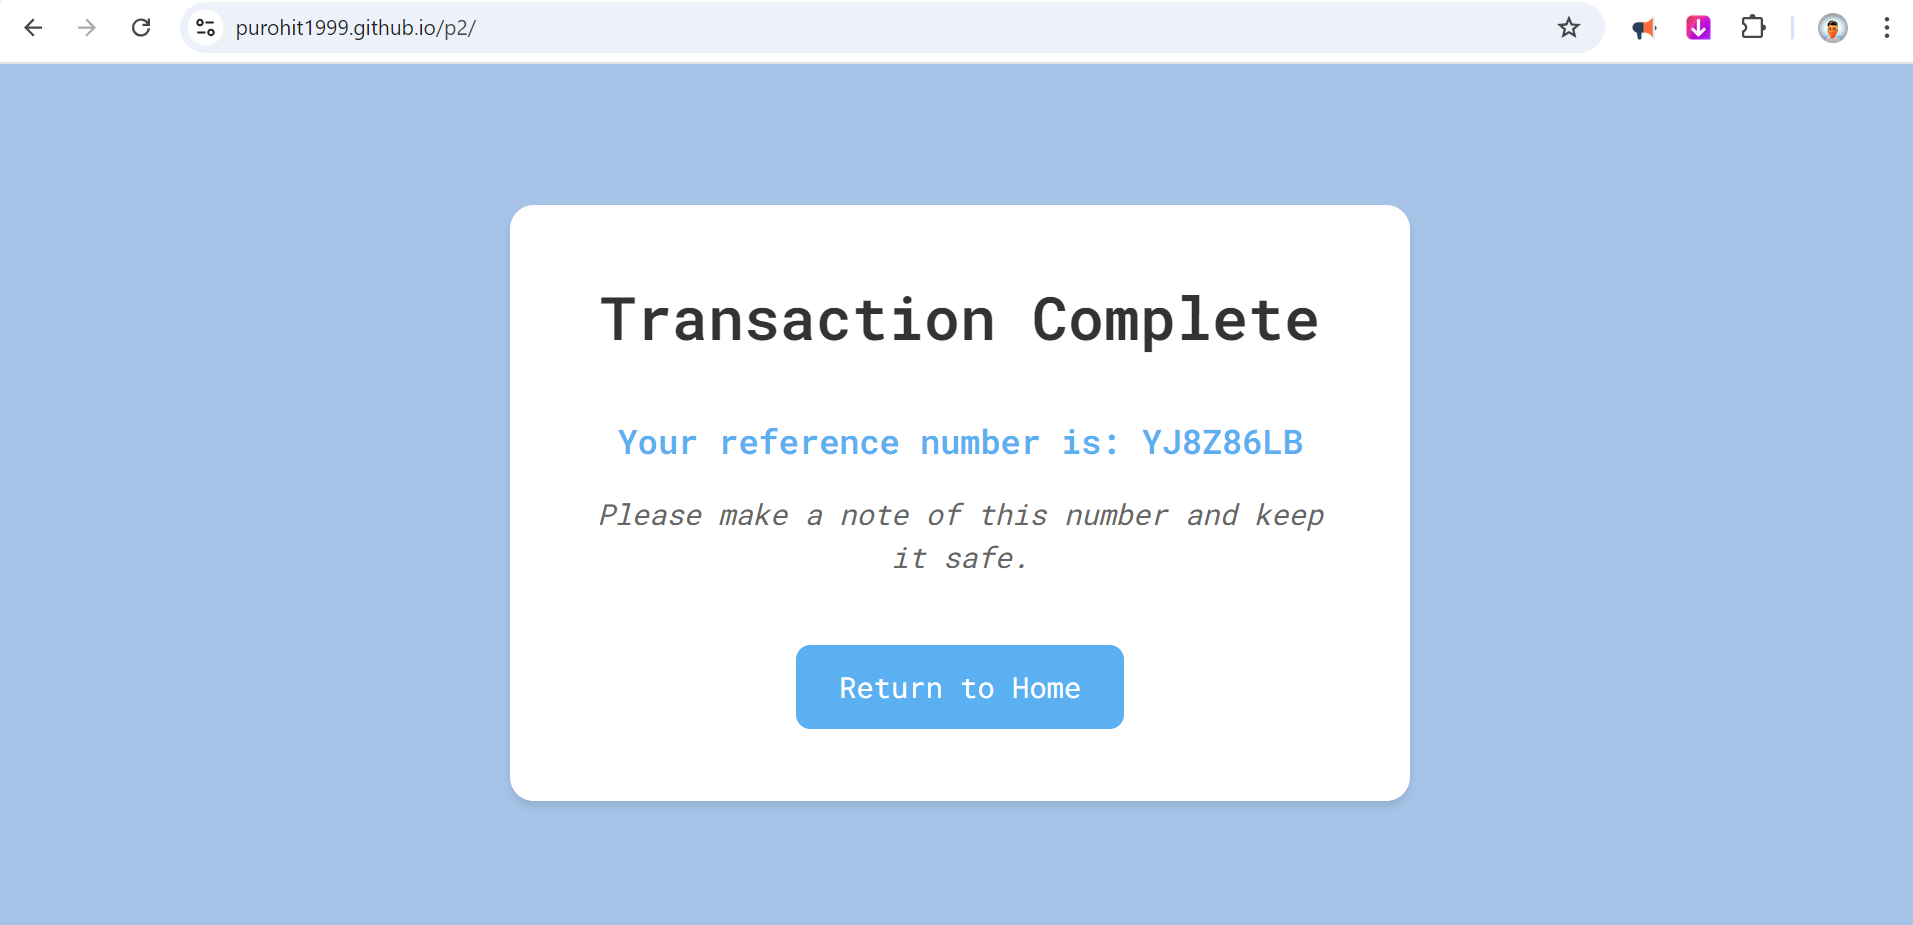 purohit1999.github.io/p2/
Transaction Complete
Your reference number is: YJ8Z86LB
Please make a note of this number and keep
it safe.
Return to Home